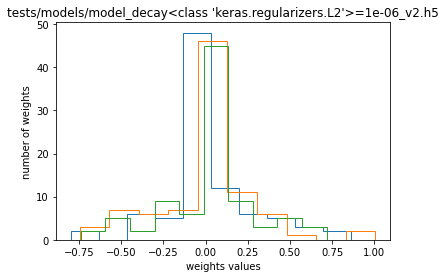 tests/models/model_decay<class 'keras.regularizers.L2'>=1e-06_v2.h5
50
40
30
20
10
0
number of weights
−0.75 −0.50 −0.25 0.00 0.25 0.50 0.75 1.00
weights values